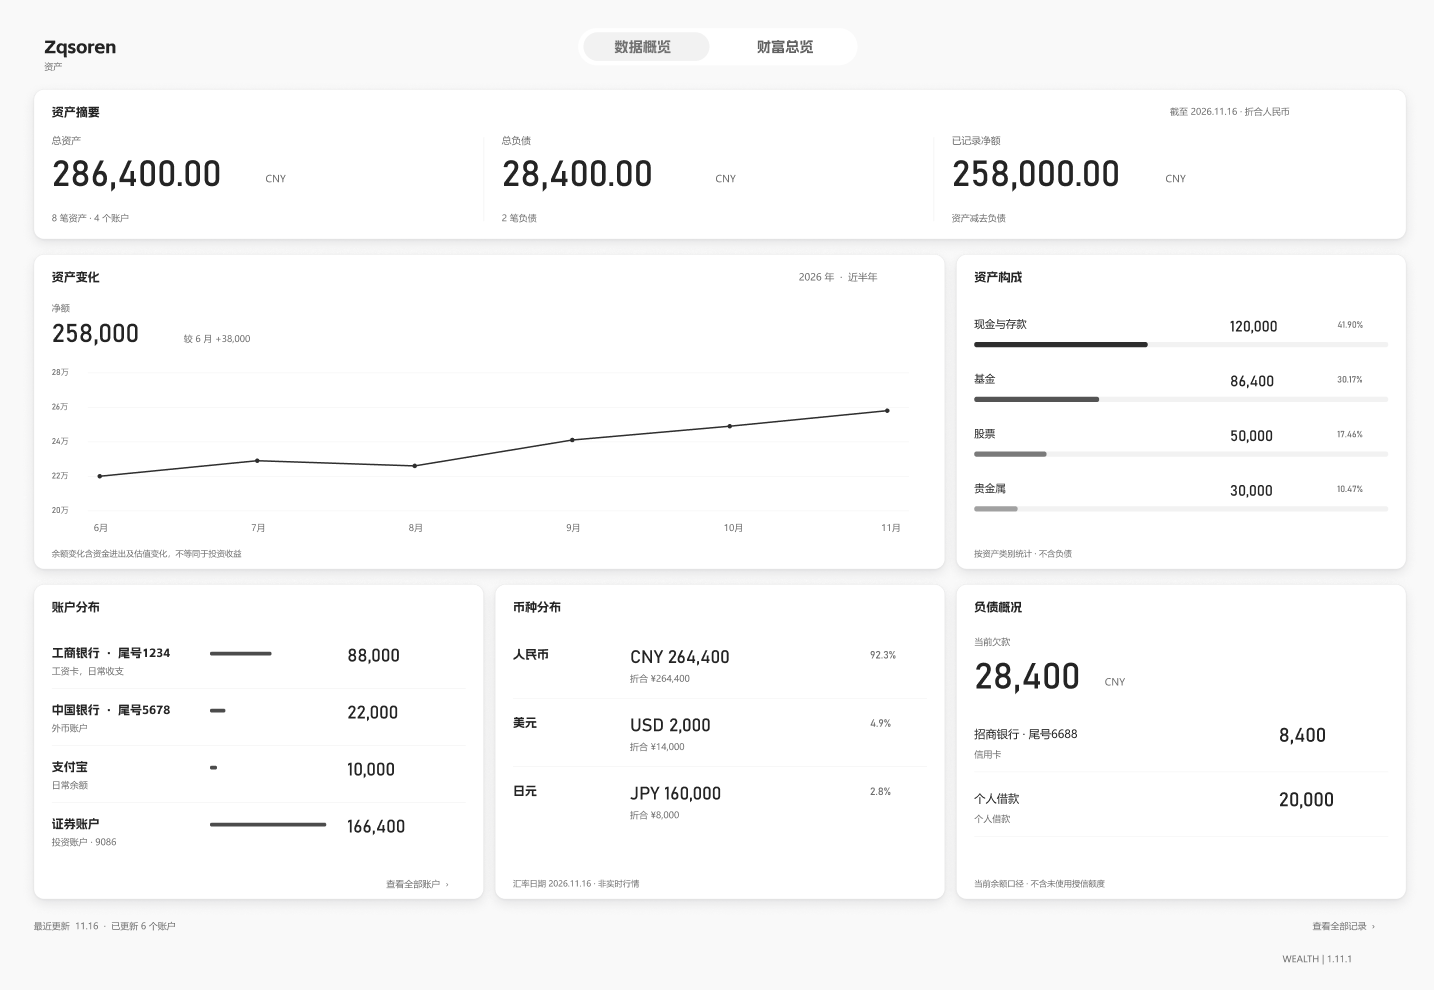 Zqsoren
资产
数据概览 财富总览
资产摘要 截至 2026.11.16 · 折合人民币
总资产
286,400.00 CNY
8 笔资产 · 4 个账户
总负债
28,400.00 CNY
2 笔负债
已记录净额
258,000.00 CNY
资产减去负债
资产变化 2026 年 · 近半年
净额
258,000 较 6 月 +38,000
28万
26万
24万
22万
20万
6月 7月 8月 9月 10月 11月
余额变化含资金进出及估值变化，不等同于投资收益
资产构成
现金与存款 120,000 41.90%
基金 86,400 30.17%
股票 50,000 17.46%
贵金属 30,000 10.47%
按资产类别统计 · 不含负债
账户分布
工商银行 · 尾号1234 88,000
工资卡，日常收支
中国银行 · 尾号5678 22,000
外币账户
支付宝 10,000
日常余额
证券账户 166,400
投资账户 · 9086
查看全部账户 ›
币种分布
人民币 CNY 264,400 92.3%
折合 ¥264,400
美元 USD 2,000 4.9%
折合 ¥14,000
日元 JPY 160,000 2.8%
折合 ¥8,000
汇率日期 2026.11.16 · 非实时行情
负债概况
当前欠款
28,400 CNY
招商银行 · 尾号6688 8,400
信用卡
个人借款 20,000
个人借款
当前余额口径 · 不含未使用授信额度
最近更新 11.16 · 已更新 6 个账户 查看全部记录 ›
WEALTH | 1.11.1